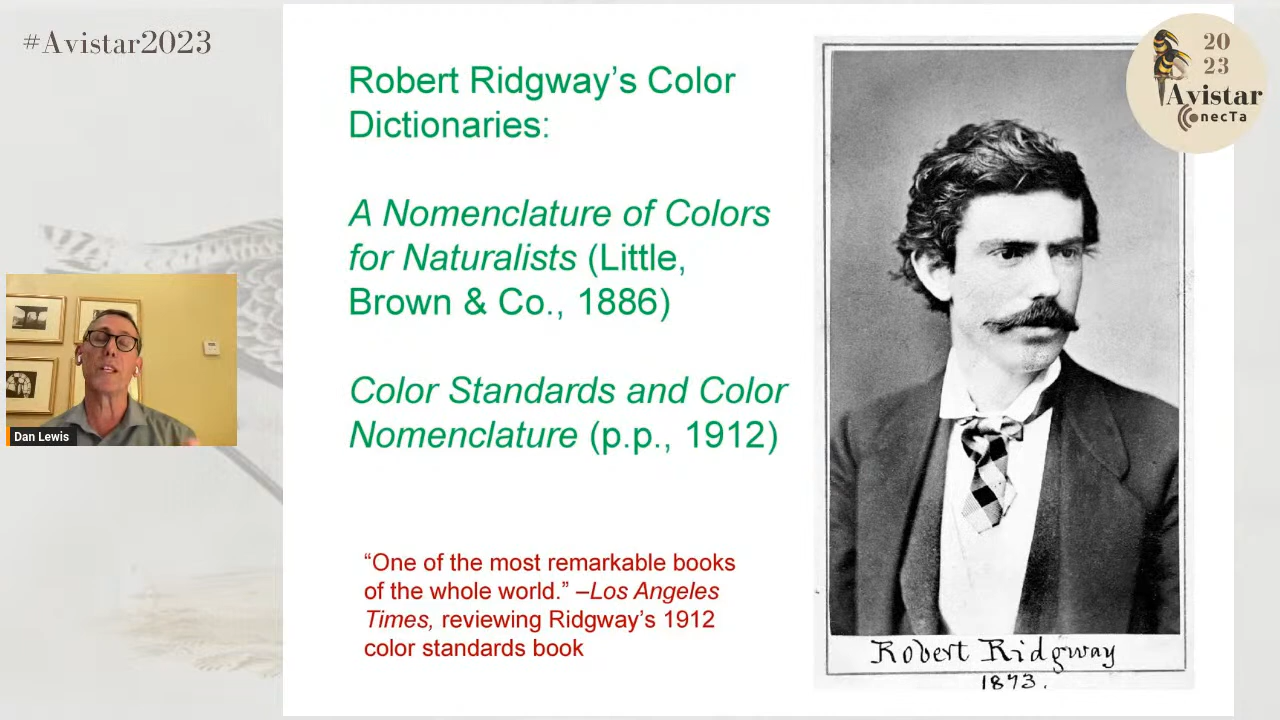 #Avistar2023
Robert Ridgway’s Color
Dictionaries:
A Nomenclature of Colors
for Naturalists (Little,
Brown & Co., 1886)
Color Standards and Color
Nomenclature (p.p., 1912)
“One of the most remarkable books
of the whole world.” –Los Angeles
Times, reviewing Ridgway’s 1912
color standards book
Robert Ridgway
1873.
20
23
Avistar
ConecTa
Dan Lewis